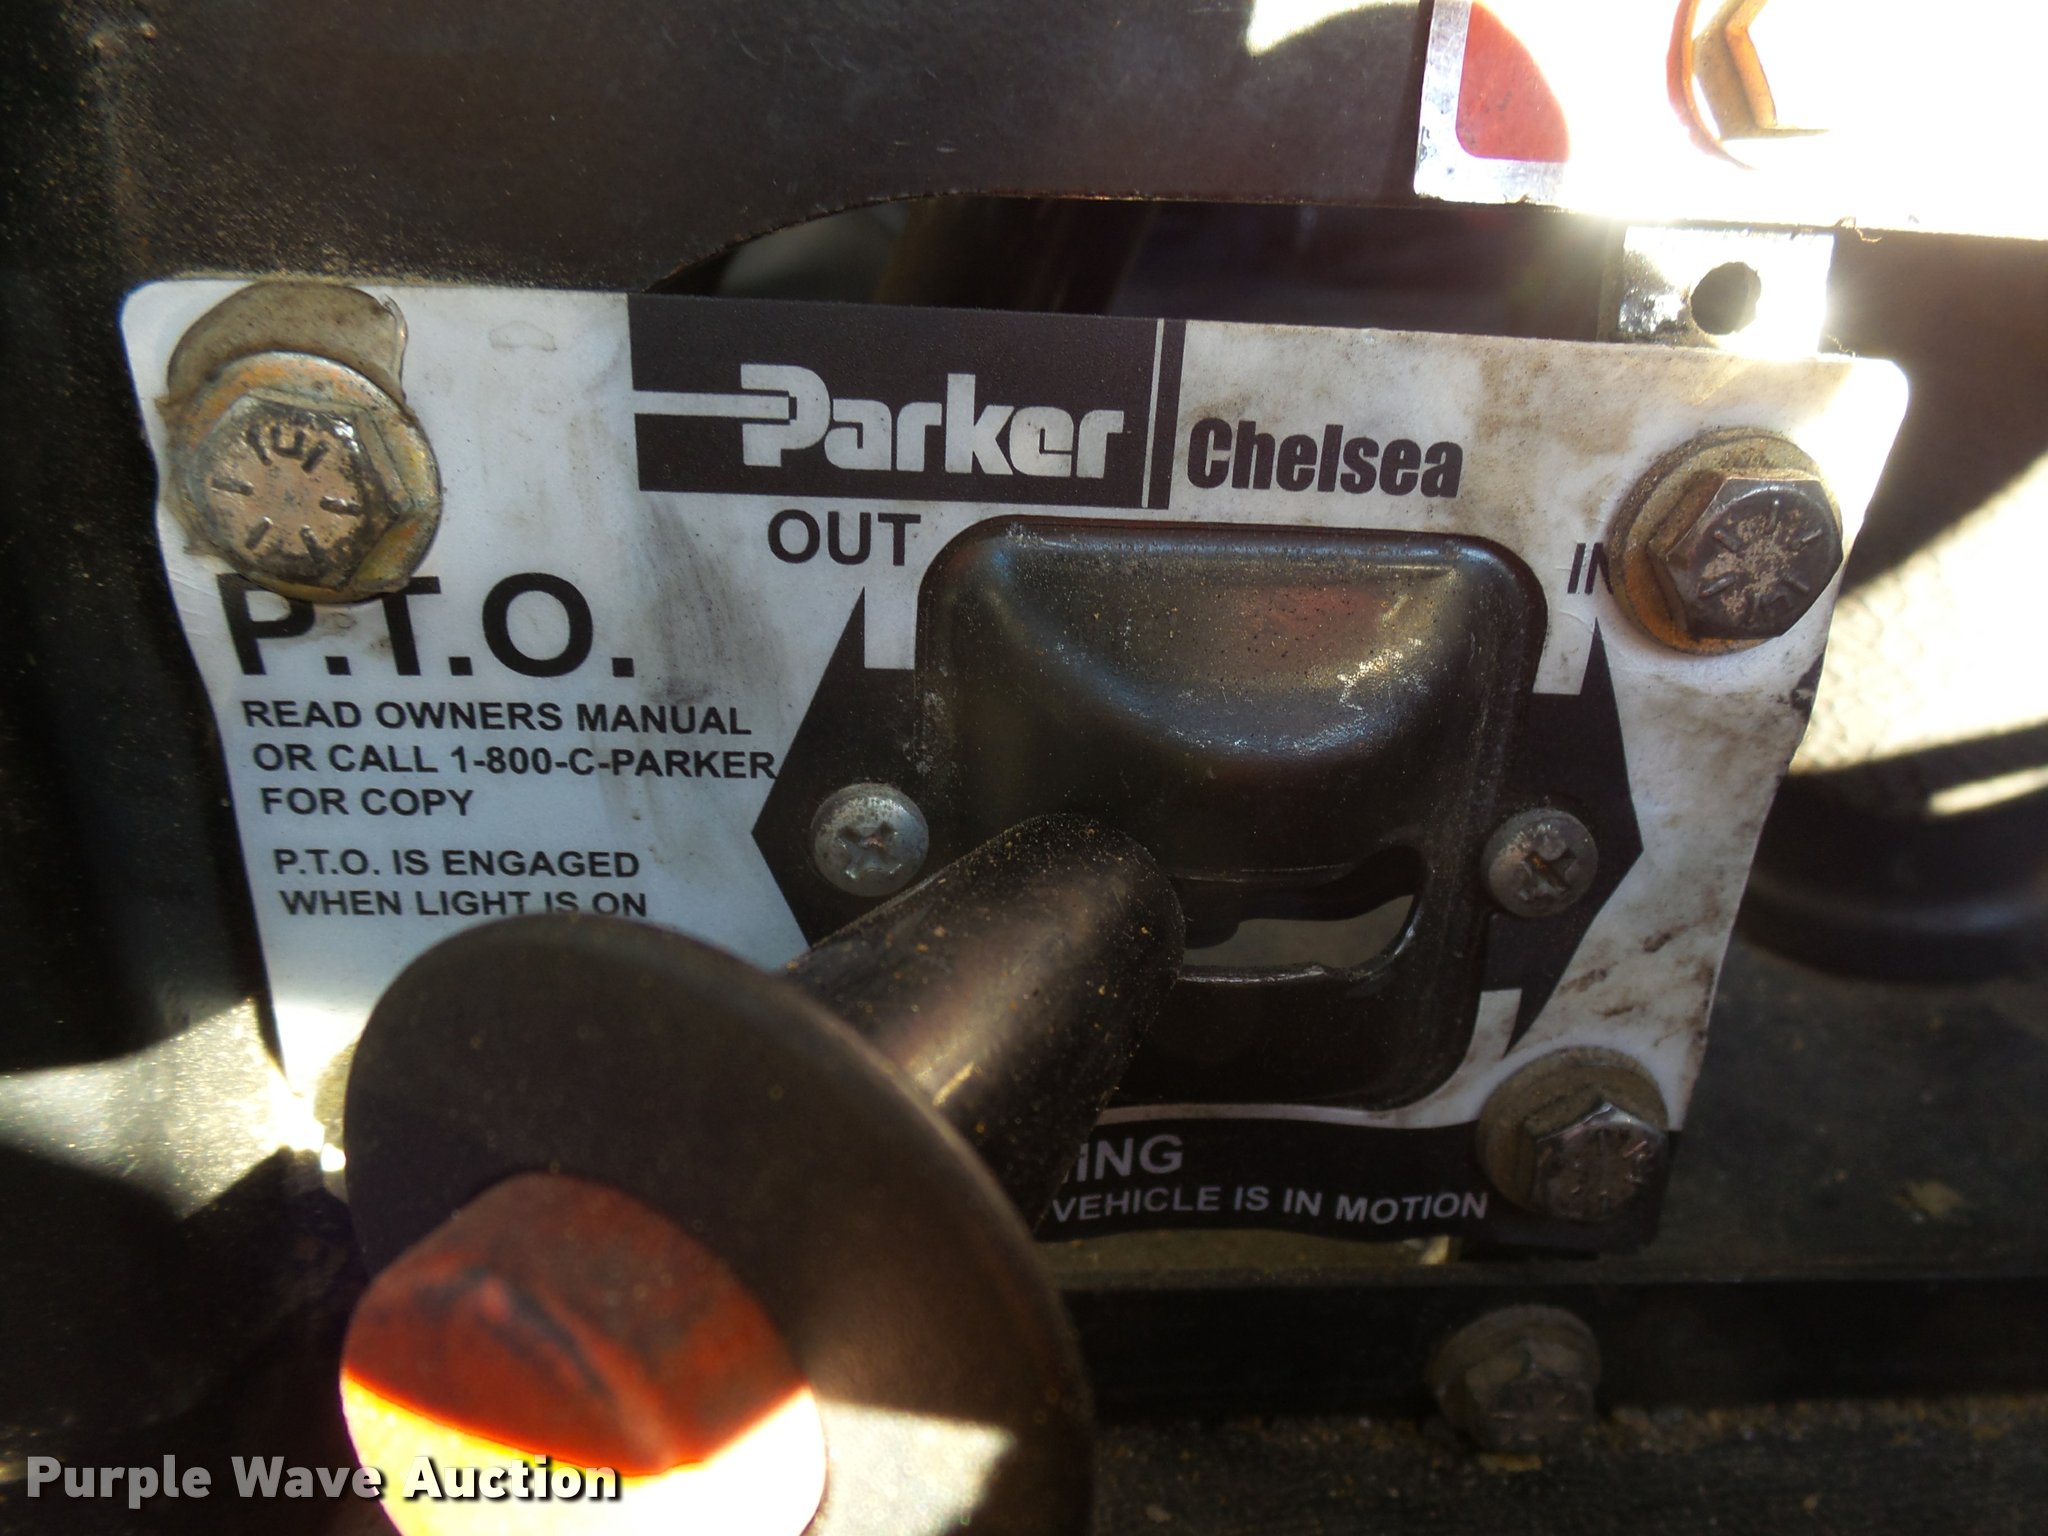 Parker
Chelsea
OUT
P.T.O.
READ OWNERS MANUAL
OR CALL 1-800-C-PARKER
FOR COPY
P.T.O. IS ENGAGED
WHEN LIGHT IS ON
VEHICLE IS IN MOTION
Purple Wave Auction